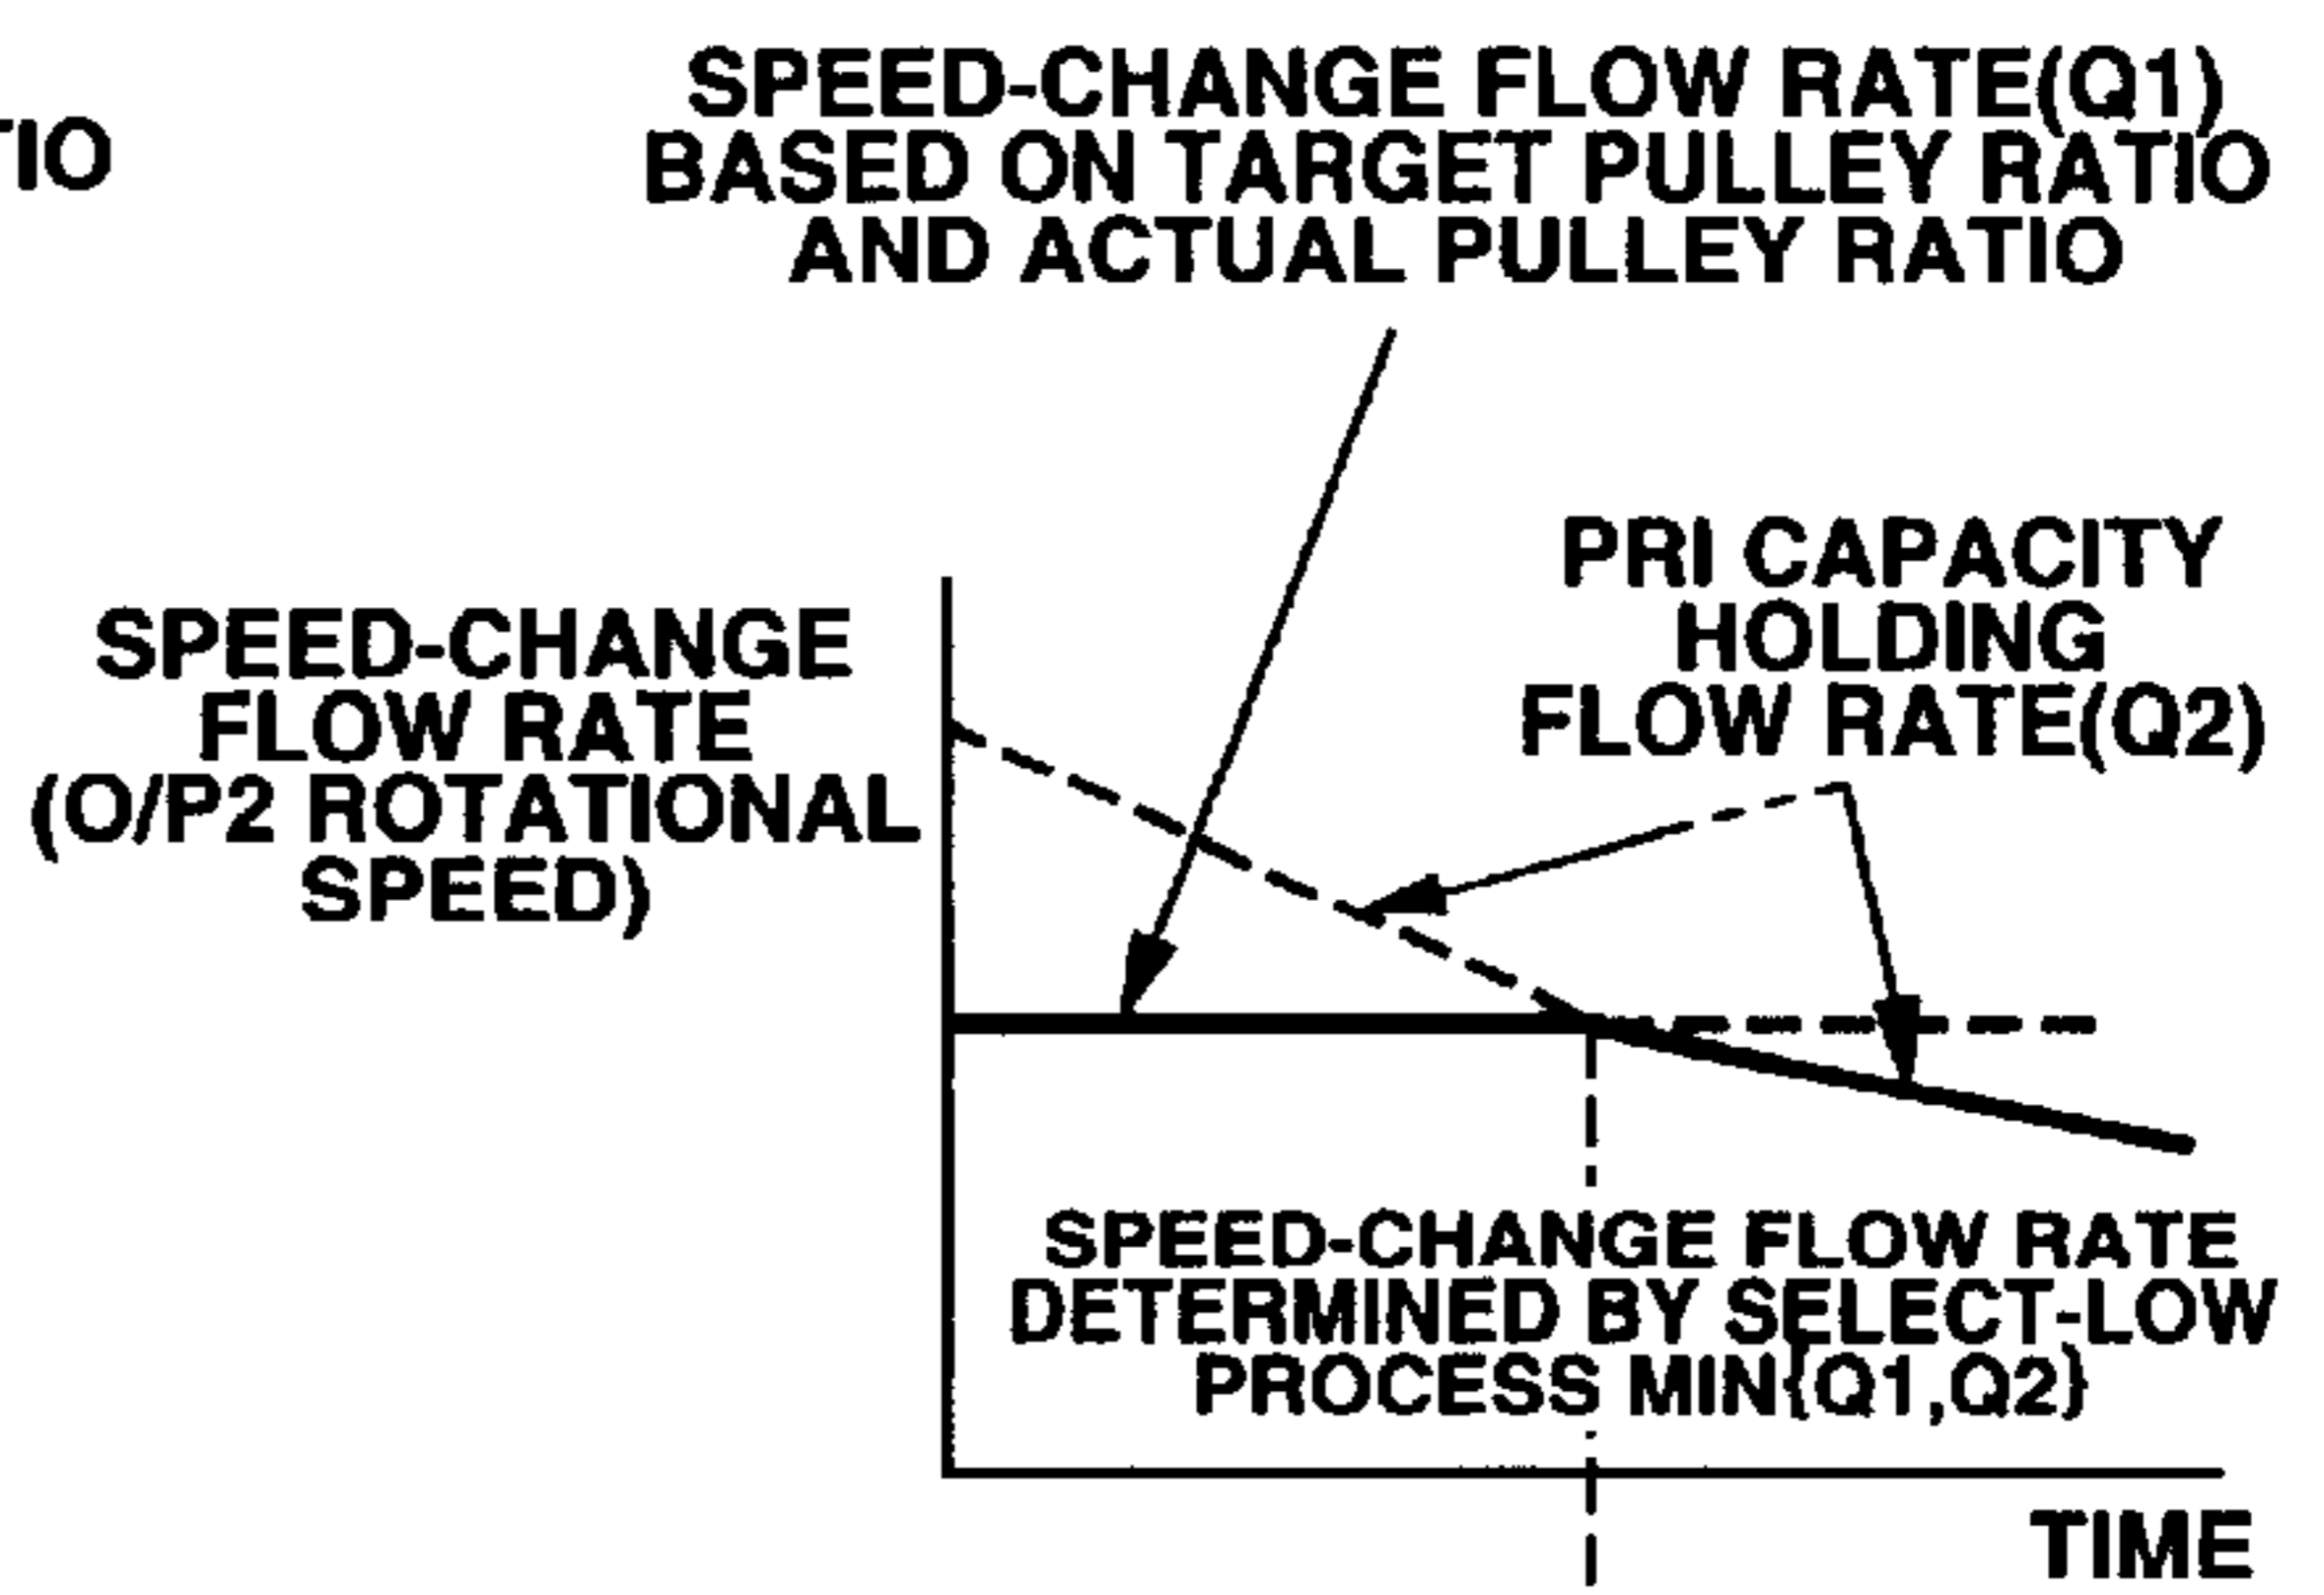 SPEED-CHANGE FLOW RATE(Q1)
BASED ON TARGET PULLEY RATIO
AND ACTUAL PULLEY RATIO
PRI CAPACITY
HOLDING
FLOW RATE(Q2)
SPEED-CHANGE
FLOW RATE
(O/P2 ROTATIONAL
SPEED)
SPEED-CHANGE FLOW RATE
DETERMINED BY SELECT-LOW
PROCESS MIN{Q1,Q2}
TIME